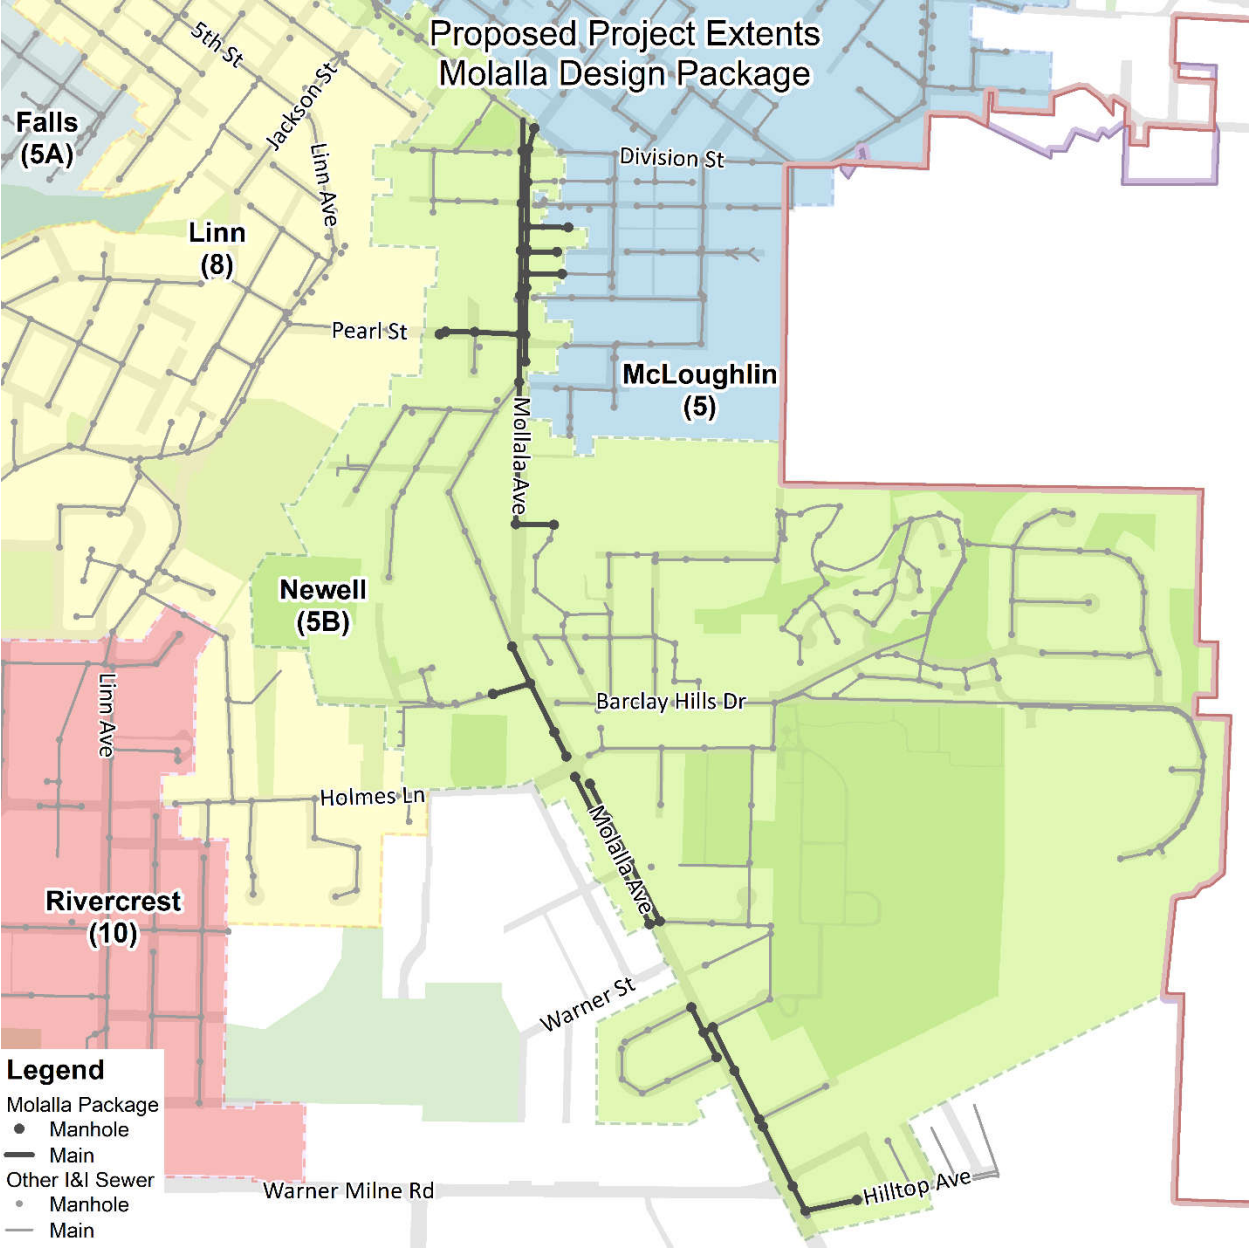 Proposed Project Extents
Molalla Design Package
5th St
Jackson St
Falls
(5A)
Linn Ave
Division St
Linn
(8)
Pearl St
McLoughlin
(5)
Mollala Ave
Newell
(5B)
Linn Ave
Barclay Hills Dr
Holmes Ln
Molalla Ave
Rivercrest
(10)
Warner St
Legend
Molalla Package
Manhole
Main
Other I&I Sewer
Manhole
Main
Hilltop Ave
Warner Milne Rd